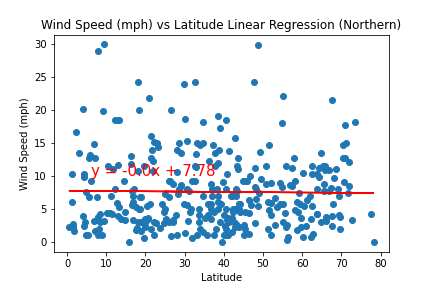 Wind Speed (mph) vs Latitude Linear Regression (Northern)
30
25
20
15
10
5
0
Wind Speed (mph)
y = -0.0x + 7.78
0 10 20 30 40 50 60 70 80
Latitude